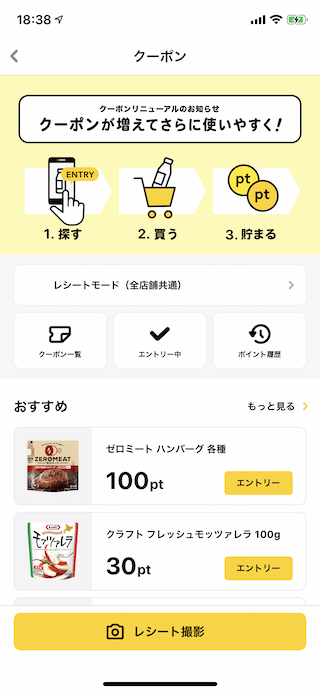 18:38
クーポン
クーポンリニューアルのお知らせ
クーポンが増えてさらに使いやすく!
ENTRY
pt
pt
1. 探す
2. 買う
3. 貯まる
レシートモード（全店舗共通）
クーポン一覧
エントリー中
ポイント履歴
おすすめ
もっと見る
ZEROMEAT
ゼロミート ハンバーグ 各種
100pt
エントリー
Kraft
モッツァレラ
クラフト フレッシュモッツァレラ 100g
30pt
エントリー
レシート撮影